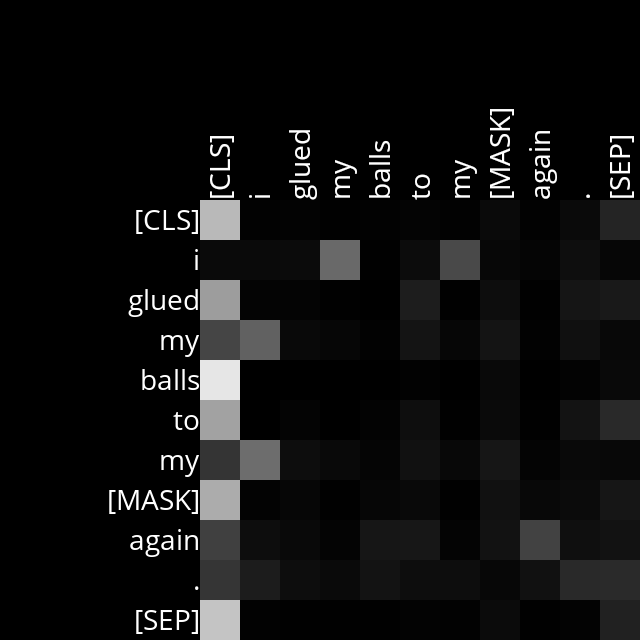 [CLS] i glued my balls to my [MASK] again . [SEP]
[CLS]
i
glued
my
balls
to
my
[MASK]
again
.
[SEP]